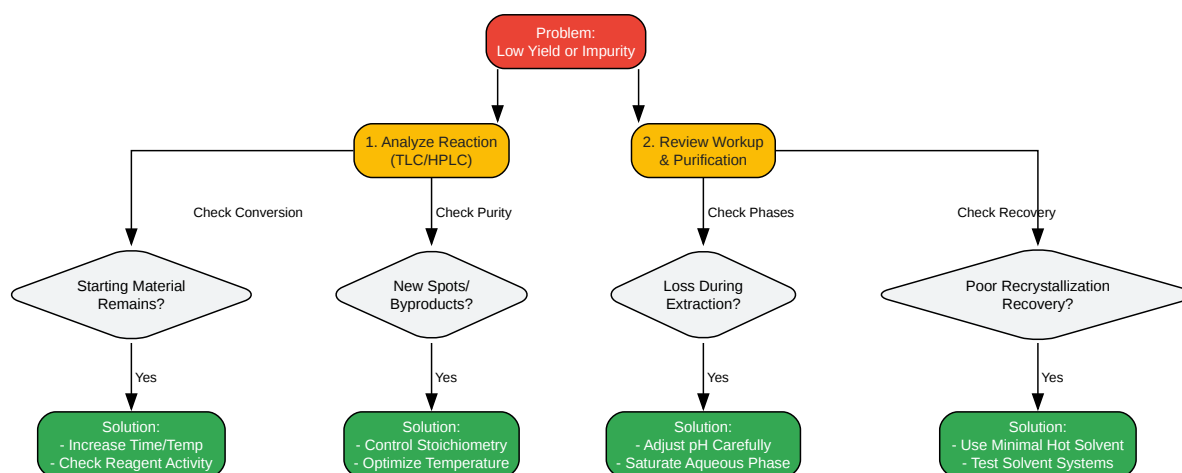 Problem:
Low Yield or Impurity
1. Analyze Reaction
(TLC/HPLC)
2. Review Workup
& Purification
Check Conversion
Check Purity
Check Phases
Check Recovery
Starting Material
Remains?
New Spots/
Byproducts?
Loss During
Extraction?
Poor Recrystallization
Recovery?
Yes
Yes
Yes
Yes
Solution:
- Increase Time/Temp
- Check Reagent Activity
Solution:
- Control Stoichiometry
- Optimize Temperature
Solution:
- Adjust pH Carefully
- Saturate Aqueous Phase
Solution:
- Use Minimal Hot Solvent
- Test Solvent Systems